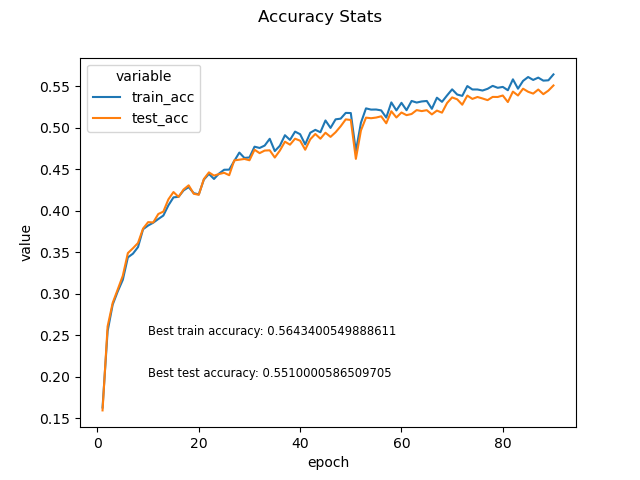 Accuracy Stats
variable
train_acc
test_acc
value
0.55
0.50
0.45
0.40
0.35
0.30
0.25
0.20
0.15
Best train accuracy: 0.5643400549888611
Best test accuracy: 0.5510000586509705
0 20 40 60 80
epoch